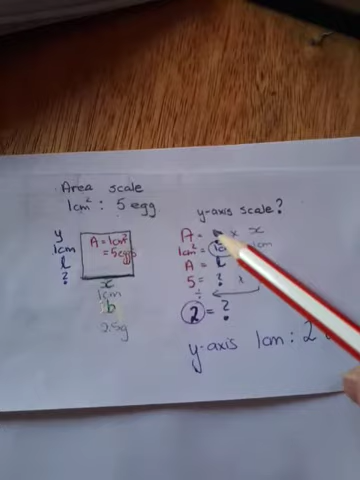 Area scale
1cm² : 5 egg
y
1cm
l
?
A = 1cm²
= 5eggs
x
1cm
b
2.5g
y-axis scale?
A = x x
1cm² = 1cm
A = L
5 = ? x
÷
2 = ?
y-axis 1cm: 2